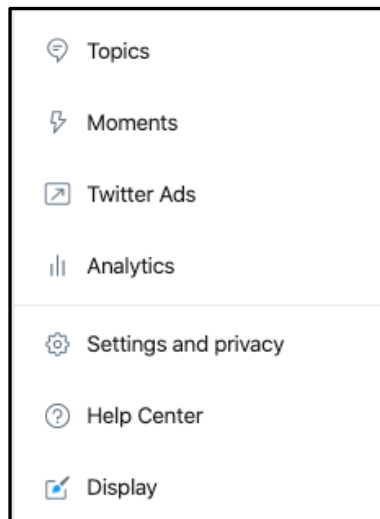 Topics
Moments
Twitter Ads
Analytics
Settings and privacy
Help Center
Display